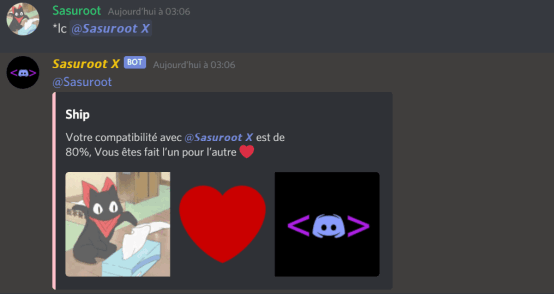 Sasuroot Aujourd'hui à 03:06
*lc @Sasuroot X
Sasuroot X BOT Aujourd'hui à 03:06
@Sasuroot
Ship
Votre compatibilité avec @Sasuroot X est de
80%, Vous êtes fait l'un pour l'autre ❤️
< >